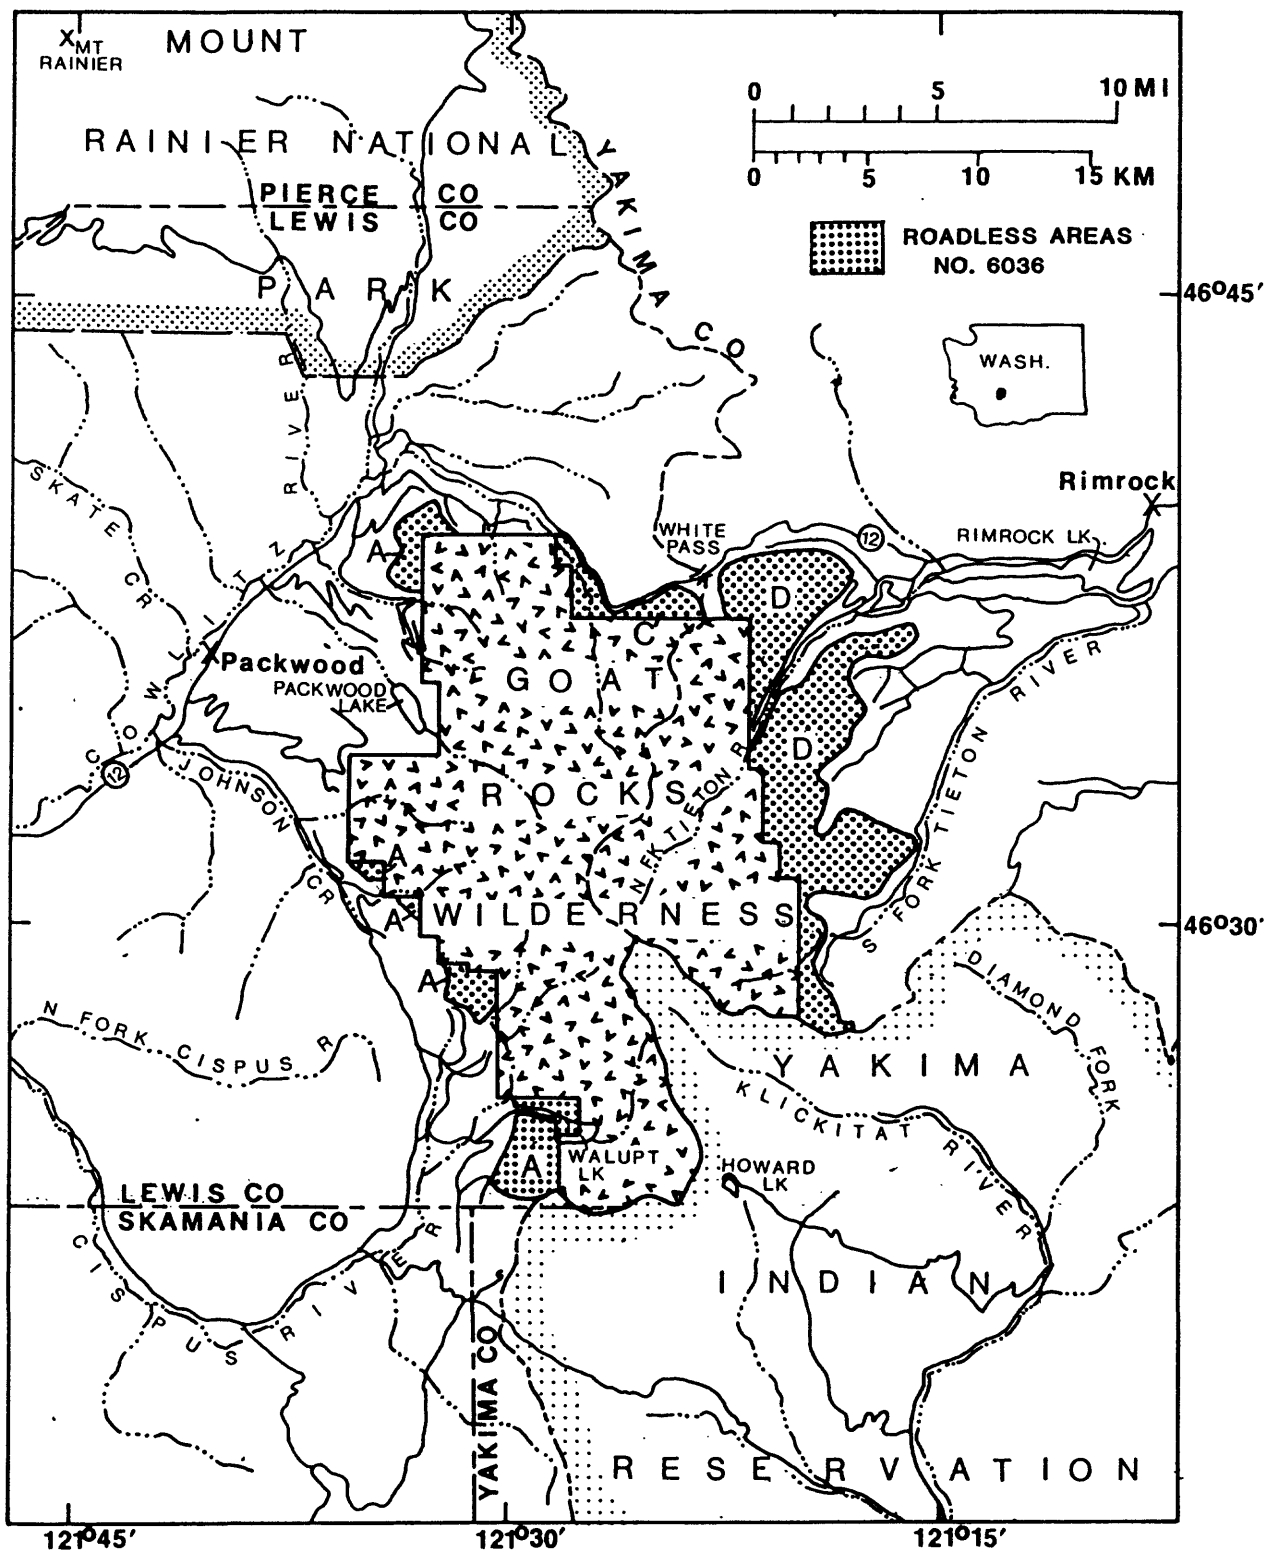 X MT
RAINIER
MOUNT
0 5 10 MI
0 5 10 15 KM
RAINIER NATIONAL
PARK
PIERCE CO
LEWIS CO
YAKIMA CO
ROADLESS AREAS
NO. 6036
46°45'
WASH.
COWLITZ
RIVER
SKATE CR
Rimrock
X
WHITE
PASS
12
RIMROCK LK
A
D
C
Packwood
X
PACKWOOD
LAKE
GOAT
ROCKS
WILDERNESS
D
N FK TIETON R
S FORK TIETON RIVER
12
JOHNSON CR
A
A
A
46°30'
N FORK CISPUS R
DIAMOND FORK
YAKIMA
KLICKITAT RIVER
A
WALUPT
LK
HOWARD
LK
LEWIS CO
SKAMANIA CO
CISPUS RIVER
INDIAN
YAKIMA CO
RESERVATION
121°45'
121°30'
121°15'